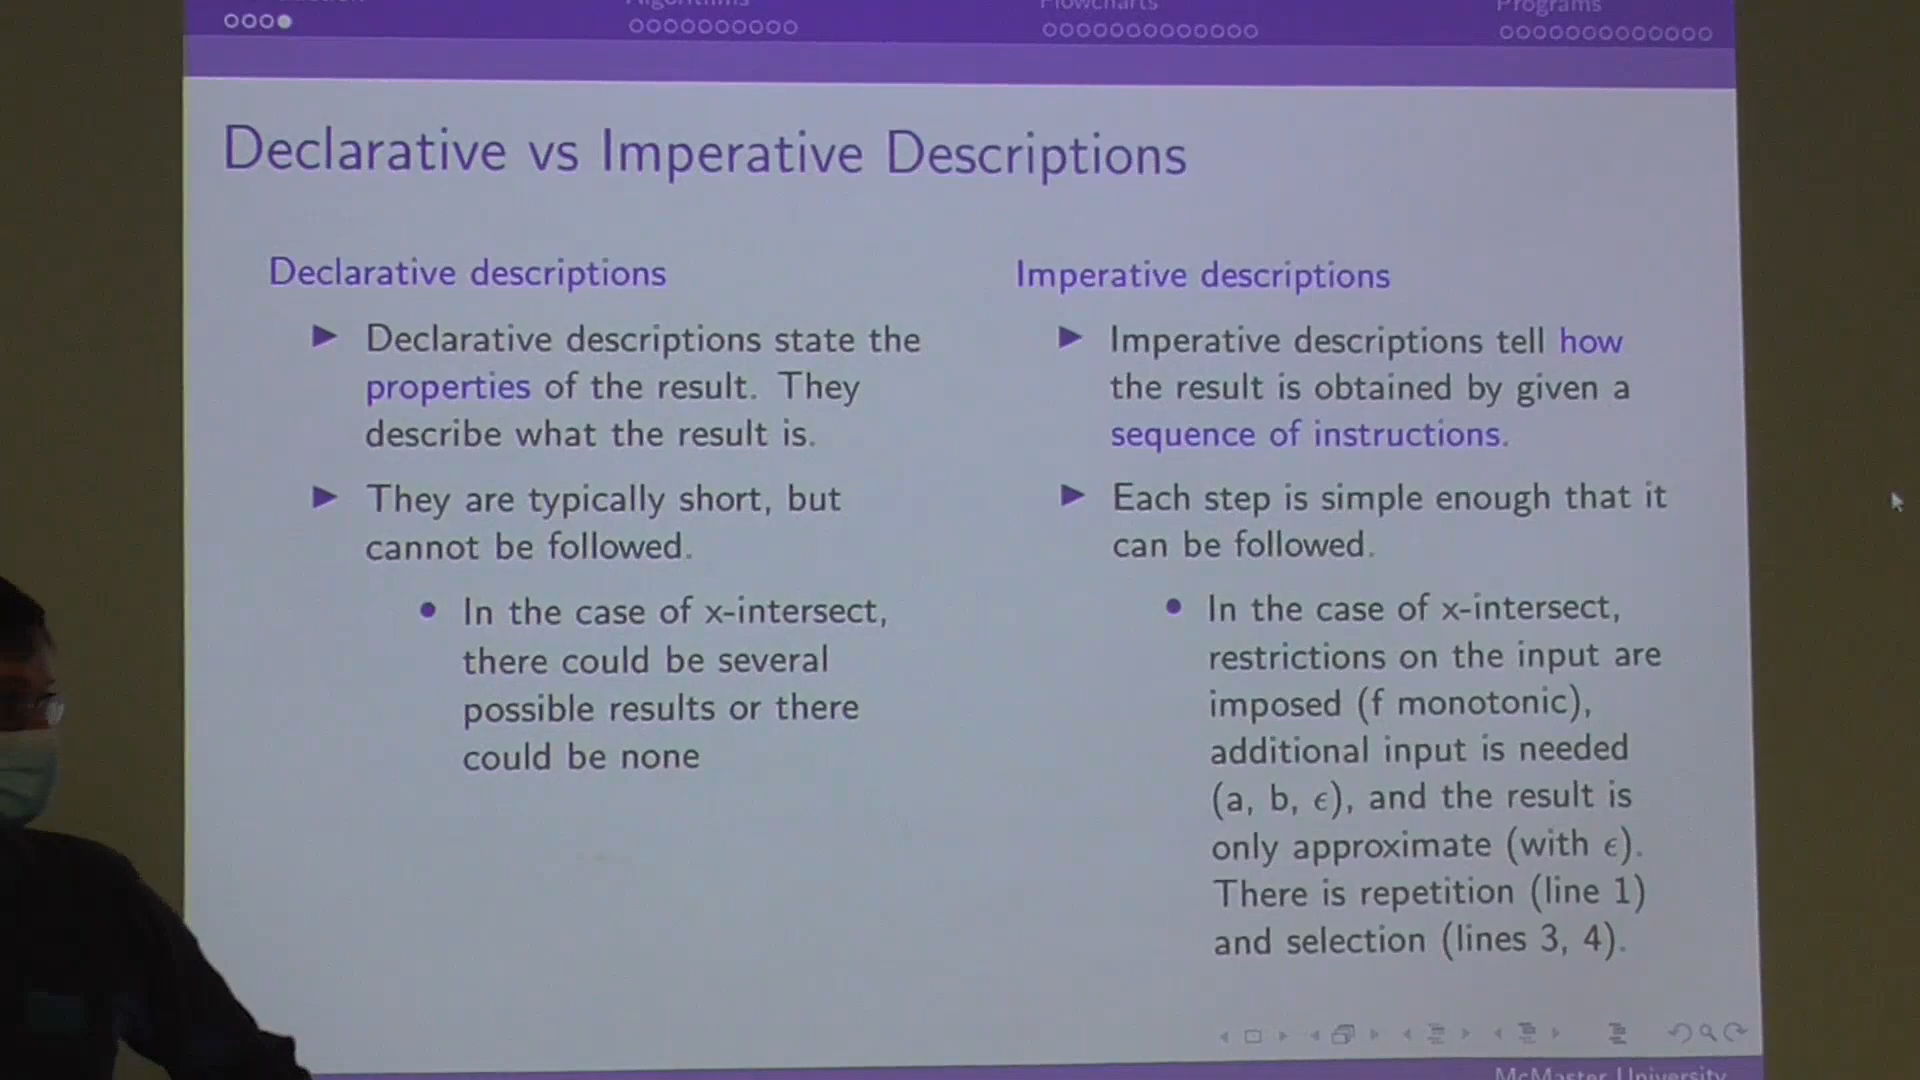 Algorithms
Flowcharts
Programs
Declarative vs Imperative Descriptions
Declarative descriptions
Declarative descriptions state the
properties of the result. They
describe what the result is.
They are typically short, but
cannot be followed.
In the case of x-intersect,
there could be several
possible results or there
could be none
Imperative descriptions
Imperative descriptions tell how
the result is obtained by given a
sequence of instructions.
Each step is simple enough that it
can be followed.
In the case of x-intersect,
restrictions on the input are
imposed (f monotonic),
additional input is needed
(a, b, ϵ), and the result is
only approximate (with ϵ).
There is repetition (line 1)
and selection (lines 3, 4).
McMaster University